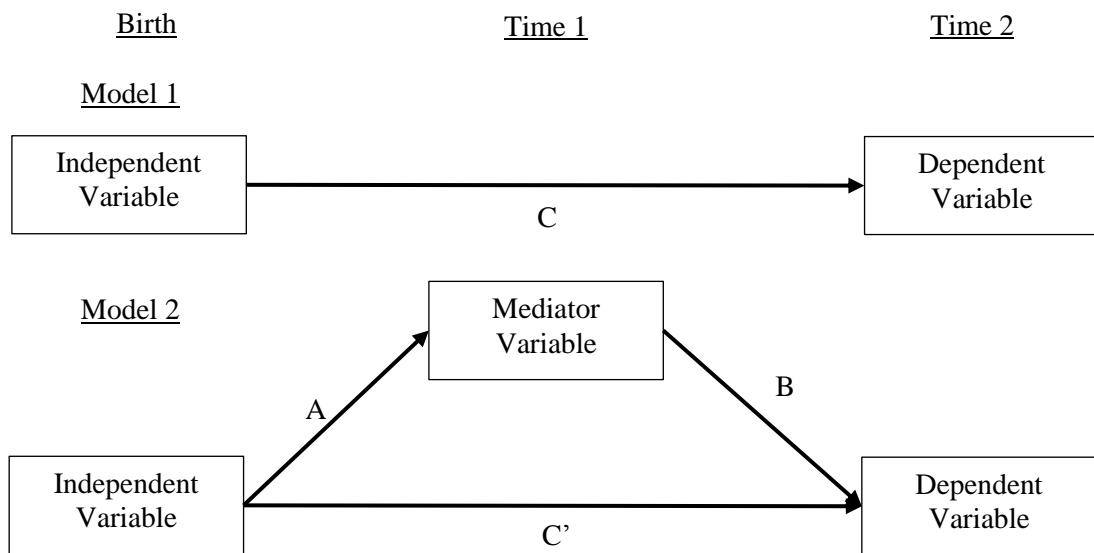 Birth Time 1 Time 2
Model 1
Independent
Variable
Dependent
Variable
C
Model 2
Mediator
Variable
A
B
Independent
Variable
Dependent
Variable
C’